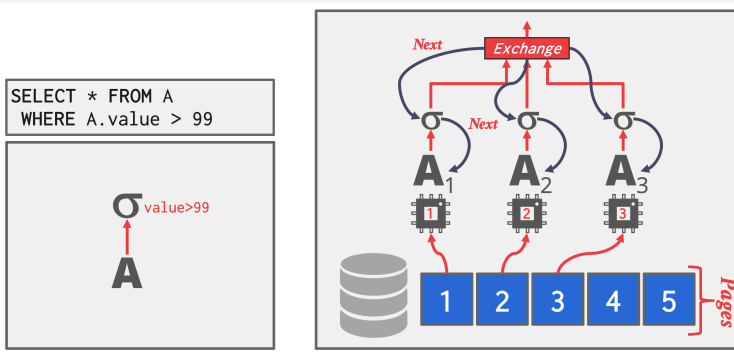 SELECT * FROM A
WHERE A.value > 99
σ value>99
A
Next
Exchange
σ Next σ σ
A1 A2 A3
1 2 3
1 2 3 4 5
Pages